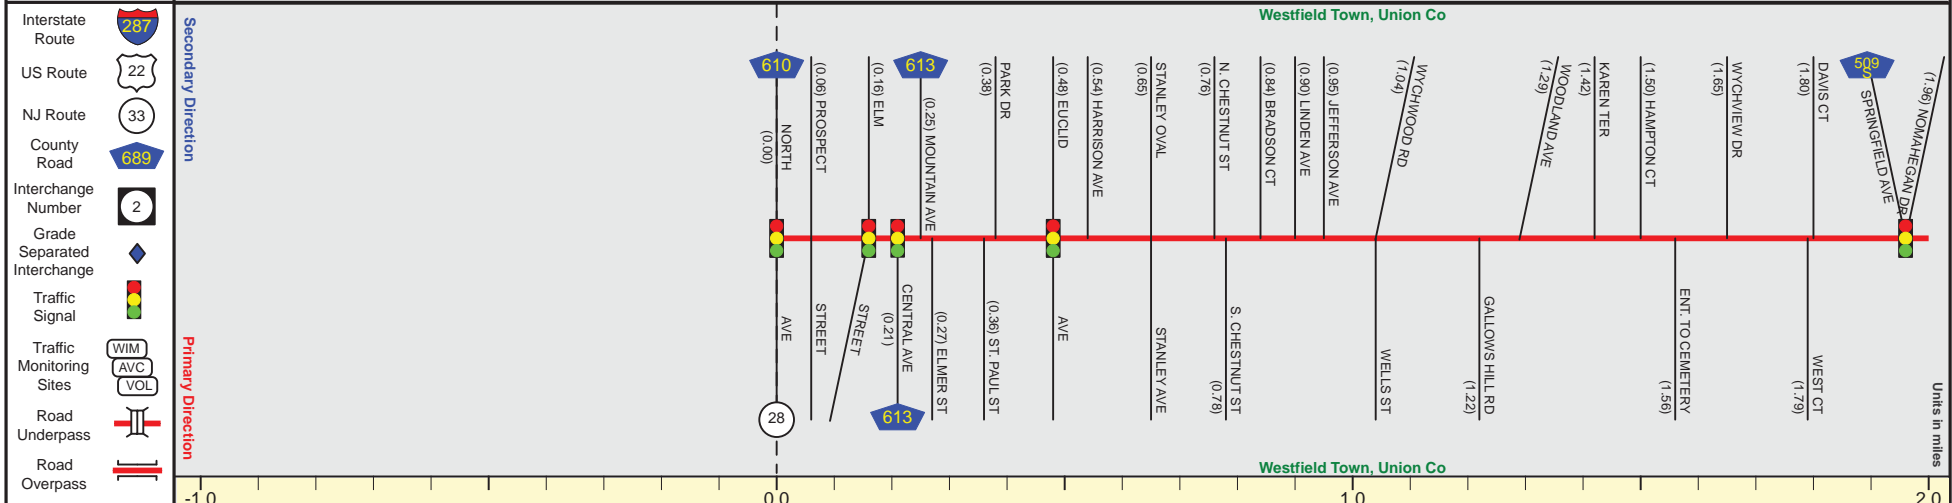 Interstate
Route
287
US Route
22
NJ Route
33
County
Road
689
Interchange
Number
2
Grade
Separated
Interchange
Traffic
Signal
Traffic
Monitoring
Sites
WIM
AVC
VOL
Road
Underpass
Road
Overpass
Secondary Direction
Primary Direction
Westfield Town, Union Co
610
NORTH
(0.00)
(0.06) PROSPECT
(0.16) ELM
613
(0.25) MOUNTAIN AVE
PARK DR
(0.38)
(0.48) EUCLID
(0.54) HARRISON AVE
STANLEY OVAL
(0.65)
N. CHESTNUT ST
(0.76)
(0.84) BRADSON CT
(0.90) LINDEN AVE
(0.95) JEFFERSON AVE
WYCHWOOD RD
(1.04)
WOODLAND AVE
(1.29)
KAREN TER
(1.42)
(1.50) HAMPTON CT
WYCHVIEW DR
(1.65)
DAVIS CT
(1.80)
509
S
SPRINGFIELD AVE
(1.96) NOMAHEGAN DR
AVE
28
STREET
STREET
CENTRAL AVE
(0.21)
613
(0.27) ELMER ST
(0.36) ST. PAUL ST
AVE
STANLEY AVE
S. CHESTNUT ST
(0.78)
WELLS ST
GALLOWS HILL RD
(1.22)
ENT. TO CEMETERY
(1.56)
WEST CT
(1.79)
Units in miles
Westfield Town, Union Co
-1.0
0.0
1.0
2.0